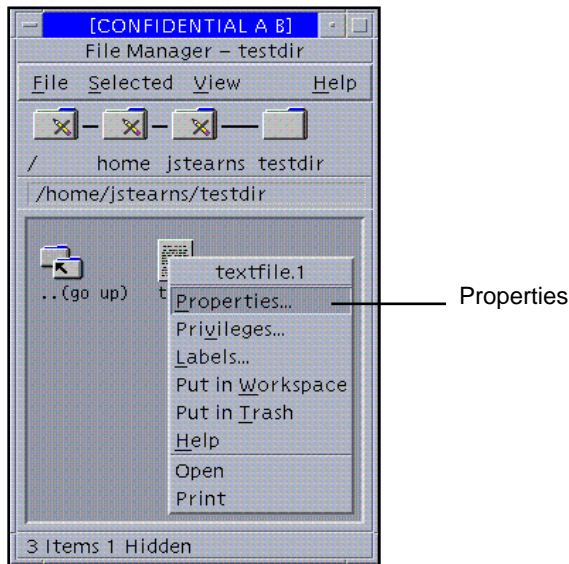 [CONFIDENTIAL A B]
File Manager – testdir
File Selected View Help
/ home jstearns testdir
/home/jstearns/testdir
..(go up)
textfile.1
Properties...
Properties
Privileges...
Labels...
Put in Workspace
Put in Trash
Help
Open
Print
3 Items 1 Hidden